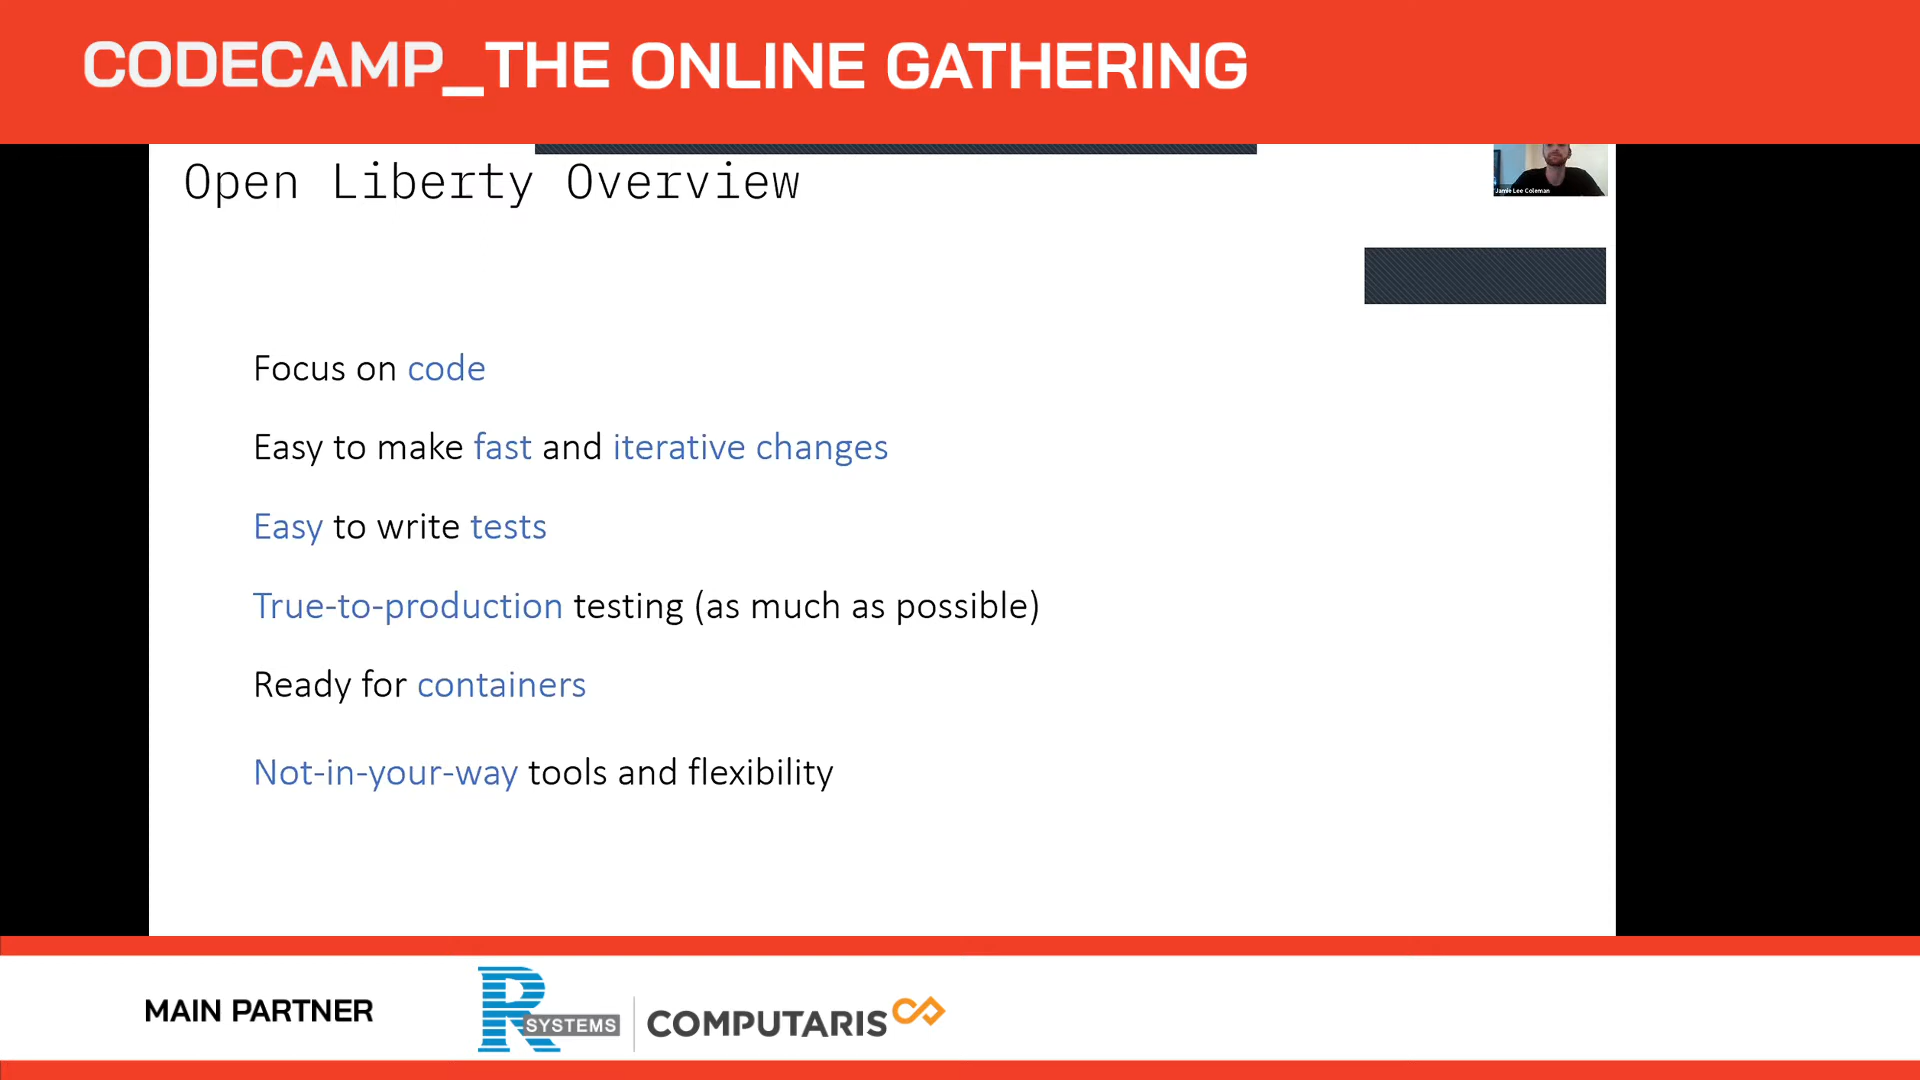 CODECAMP_THE ONLINE GATHERING
Open Liberty Overview
Jamie Lee Coleman
Focus on code
Easy to make fast and iterative changes
Easy to write tests
True-to-production testing (as much as possible)
Ready for containers
Not-in-your-way tools and flexibility
MAIN PARTNER
R SYSTEMS
COMPUTARIS